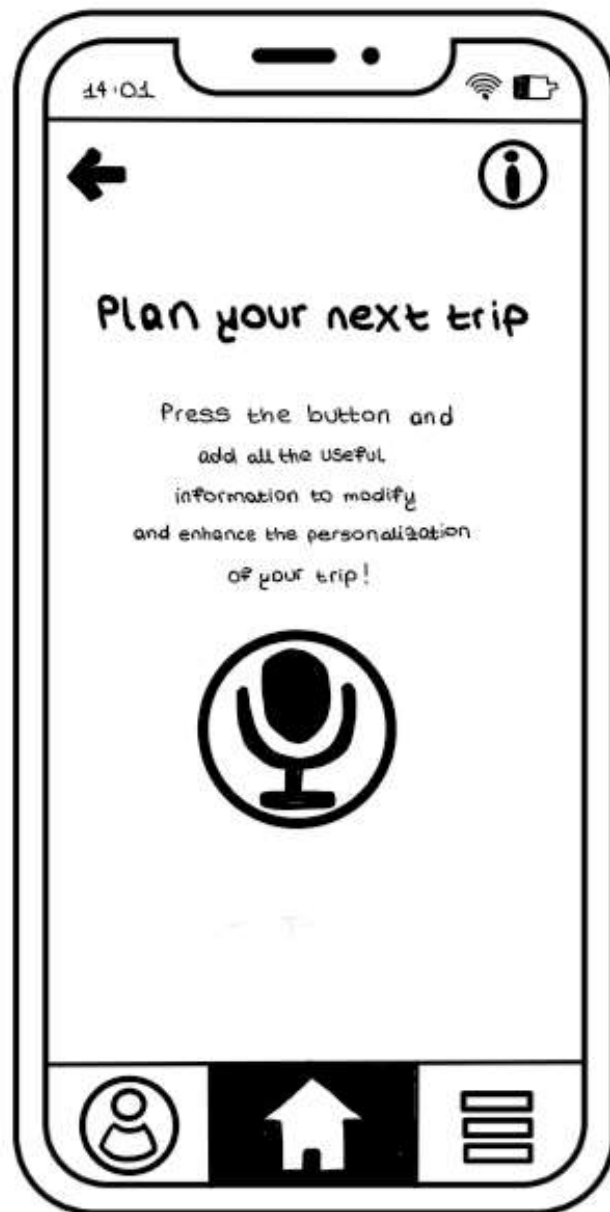 14:01
i
Plan your next trip
Press the button and
add all the useful
information to modify
and enhance the personalization
of your trip!